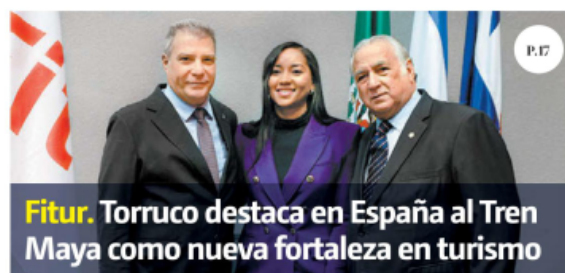 P.17
Fitur. Torruco destaca en España al Tren
Maya como nueva fortaleza en turismo